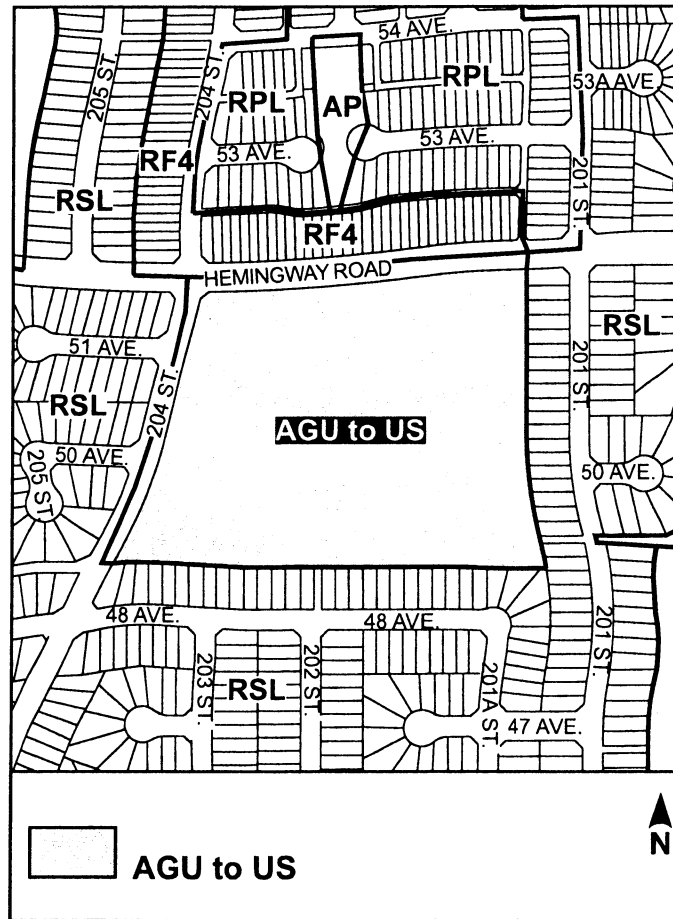 54 AVE.
205 ST.
204 ST.
RPL
RPL
53A AVE.
AP
53 AVE.
53 AVE.
RF4
201 ST.
RSL
RF4
HEMINGWAY ROAD
RSL
51 AVE.
201 ST.
204 ST.
RSL
AGU to US
50 AVE.
205 ST.
50 AVE.
48 AVE.
48 AVE.
201 ST.
203 ST.
RSL
202 ST.
201A ST.
47 AVE.
N
AGU to US